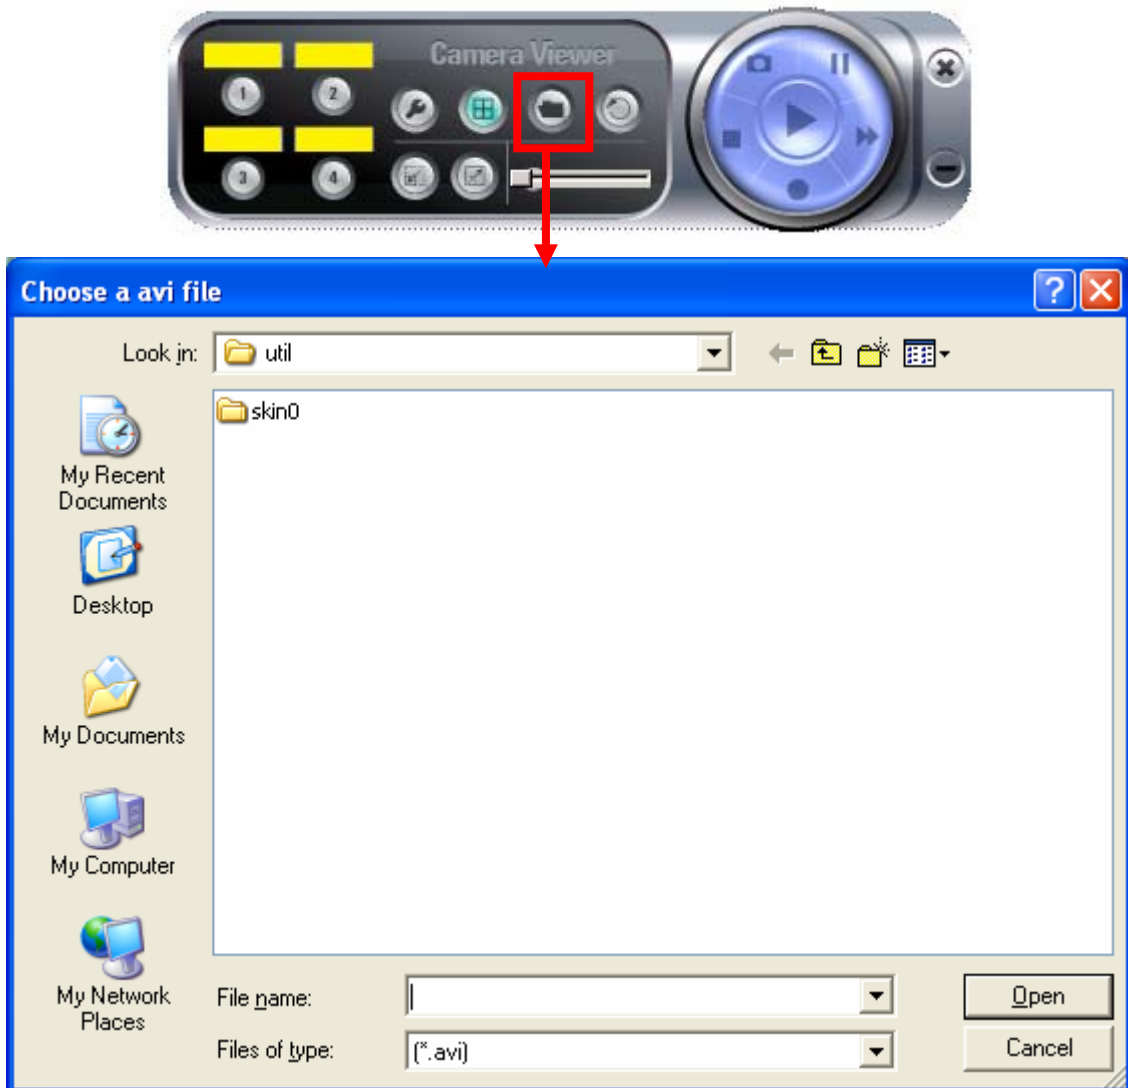 Camera Viewer
1
2
3
4
Choose a avi file
Look in:
util
skin0
My Recent
Documents
Desktop
My Documents
My Computer
My Network
Places
File name:
Open
Files of type:
(*.avi)
Cancel